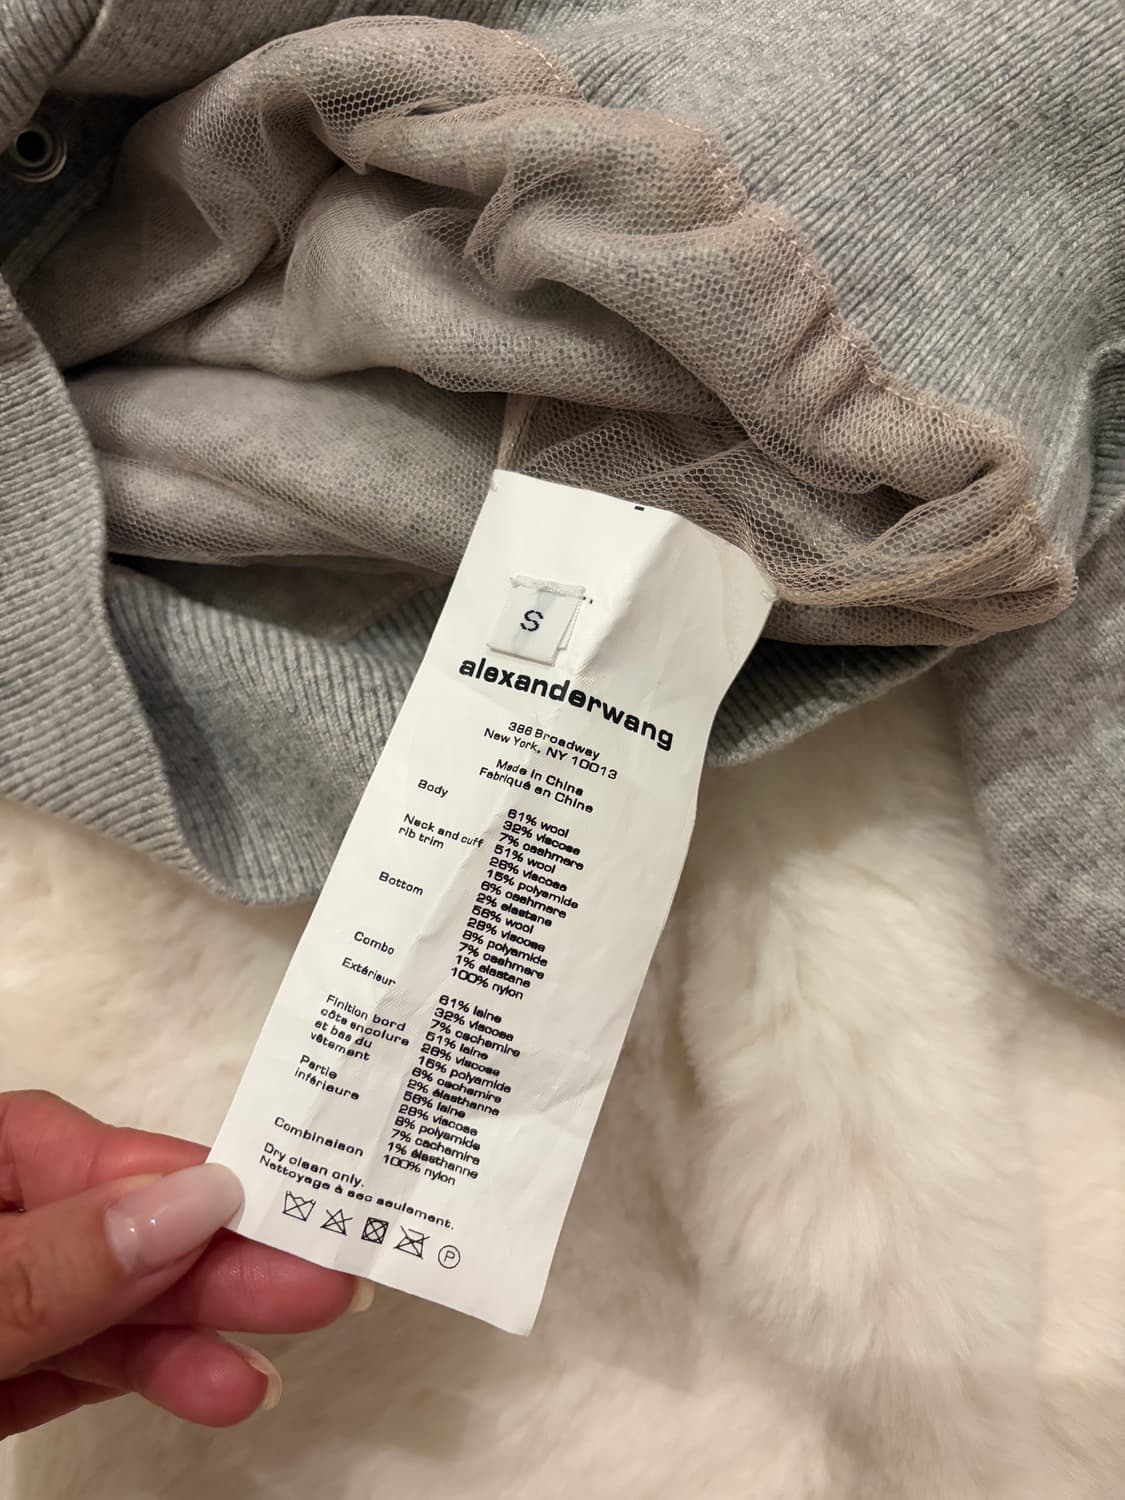 S
alexanderwang
386 Broadway
New York, NY 10013
Made in China
Fabriqué en Chine
Body
61% wool
32% viscose
7% cashmere
Neck and cuff
rib trim
51% wool
26% viscose
15% polyamide
6% cashmere
2% elastane
Bottom
56% wool
28% viscose
8% polyamide
7% cashmere
1% elastane
Combo
100% nylon
Extérieur
61% laine
32% viscose
7% cachemire
Finition bord
côte encolure
et bas du
vêtement
51% laine
26% viscose
15% polyamide
6% cachemire
2% élasthanne
Partie
inférieure
56% laine
28% viscose
8% polyamide
7% cachemire
1% élasthanne
Combinaison
100% nylon
Dry clean only.
Nettoyage à sec seulement.
P